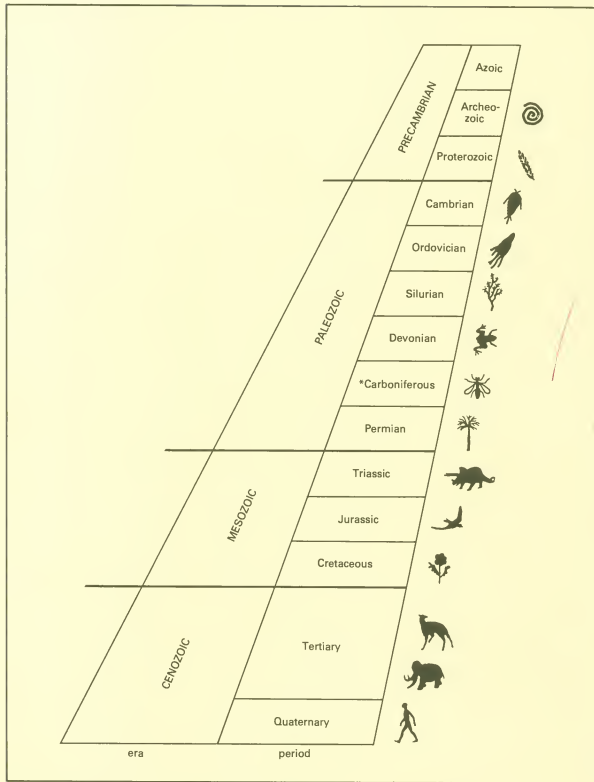 PRECAMBRIAN
Azoic
Archeo-
zoic
Proterozoic
PALEOZOIC
Cambrian
Ordovician
Silurian
Devonian
*Carboniferous
Permian
MESOZOIC
Triassic
Jurassic
Cretaceous
CENOZOIC
Tertiary
Quaternary
era
period